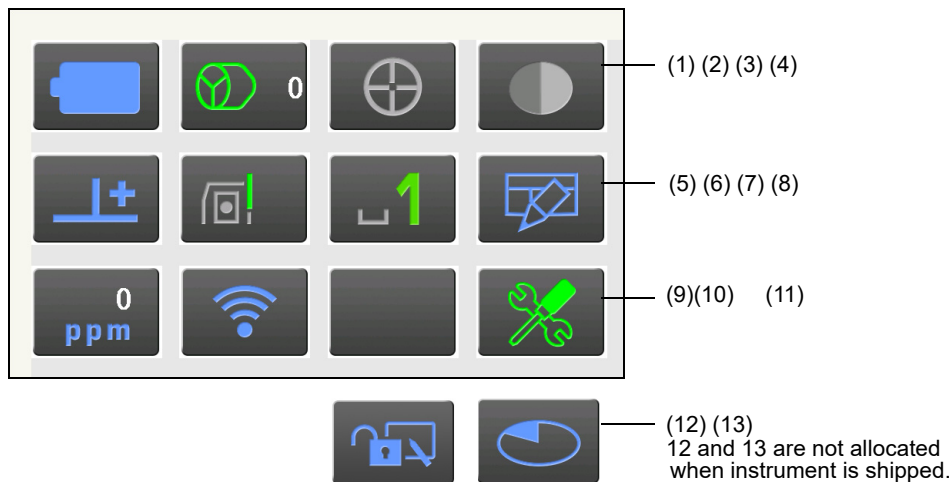 0
(1) (2) (3) (4)
1
(5) (6) (7) (8)
0
ppm
(9)(10) (11)
(12) (13)
12 and 13 are not allocated
when instrument is shipped.